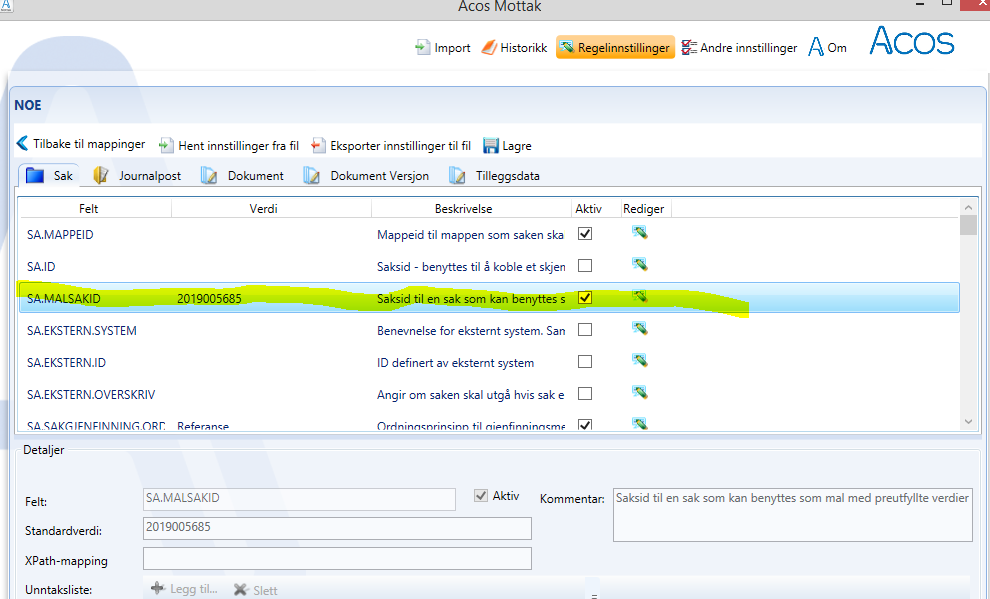 Acos Mottak
Import Historikk Regelinnstillinger Andre innstillinger Om Acos
NOE
Tilbake til mappinger Hent innstillinger fra fil Eksporter innstillinger til fil Lagre
Sak Journalpost Dokument Dokument Versjon Tilleggsdata
Felt Verdi Beskrivelse Aktiv Rediger
SA.MAPPEID Mappeid til mappen som saken ska
SA.ID Saksid - benyttes til å koble et skjen
SA.MALSAKID 2019005685 Saksid til en sak som kan benyttes s
SA.EKSTERN.SYSTEM Benevnelse for eksternt system. San
SA.EKSTERN.ID ID definert av eksternt system
SA.EKSTERN.OVERSKRIV Angir om saken skal utgå hvis sak e
SA.SAKGJENFINNING.ORD Referanse Ordningsprinsipp til gjenfinningsme
Detaljer
Felt: SA.MALSAKID Aktiv Kommentar: Saksid til en sak som kan benyttes som mal med preutfyllte verdier
Standardverdi: 2019005685
XPath-mapping
Unntaksliste: Legg til... Slett